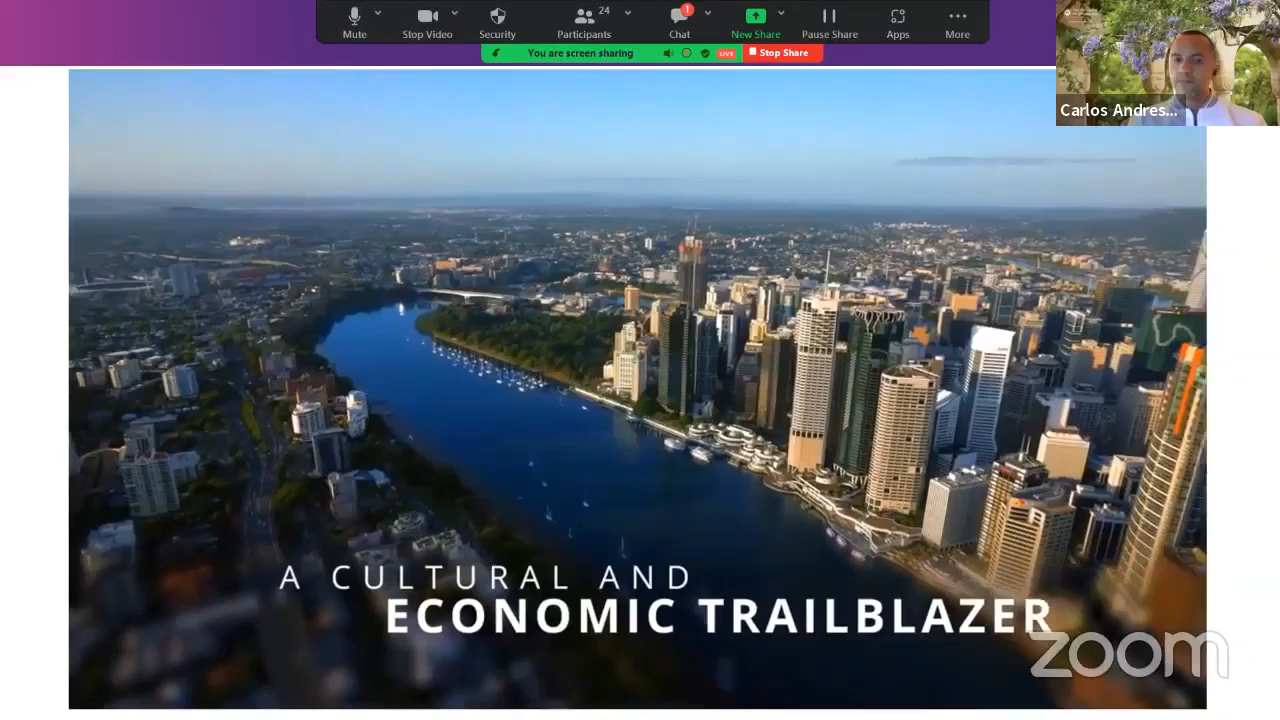 24
1
Mute
Stop Video
Security
Participants
Chat
New Share
Pause Share
Apps
More
You are screen sharing
LIVE
Stop Share
Carlos Andres...
A CULTURAL AND
ECONOMIC TRAILBLAZER
zoom